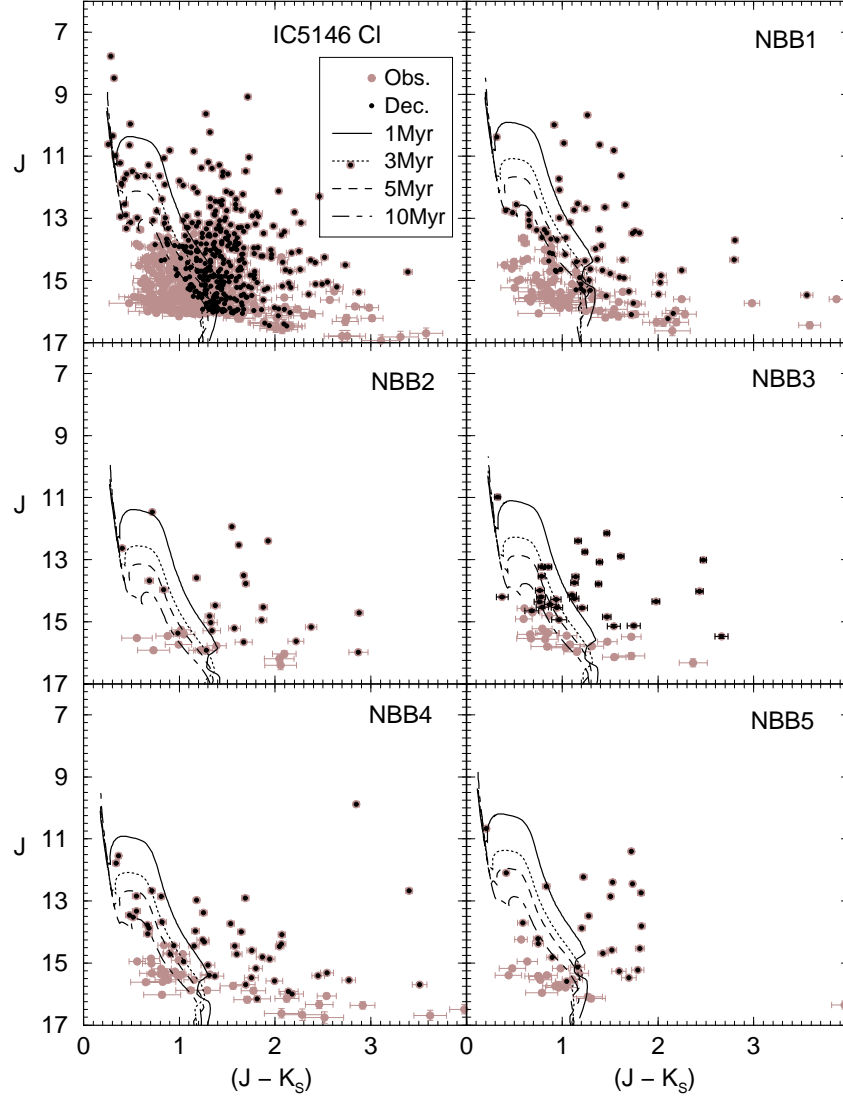 IC5146 Cl
NBB1
Obs.
Dec.
1Myr
3Myr
5Myr
10Myr
7
9
11
13
15
17
J
NBB2
NBB3
7
9
11
13
15
17
J
NBB4
NBB5
7
9
11
13
15
17
J
0 1 2 3 0 1 2 3
(J − K_S) (J − K_S)